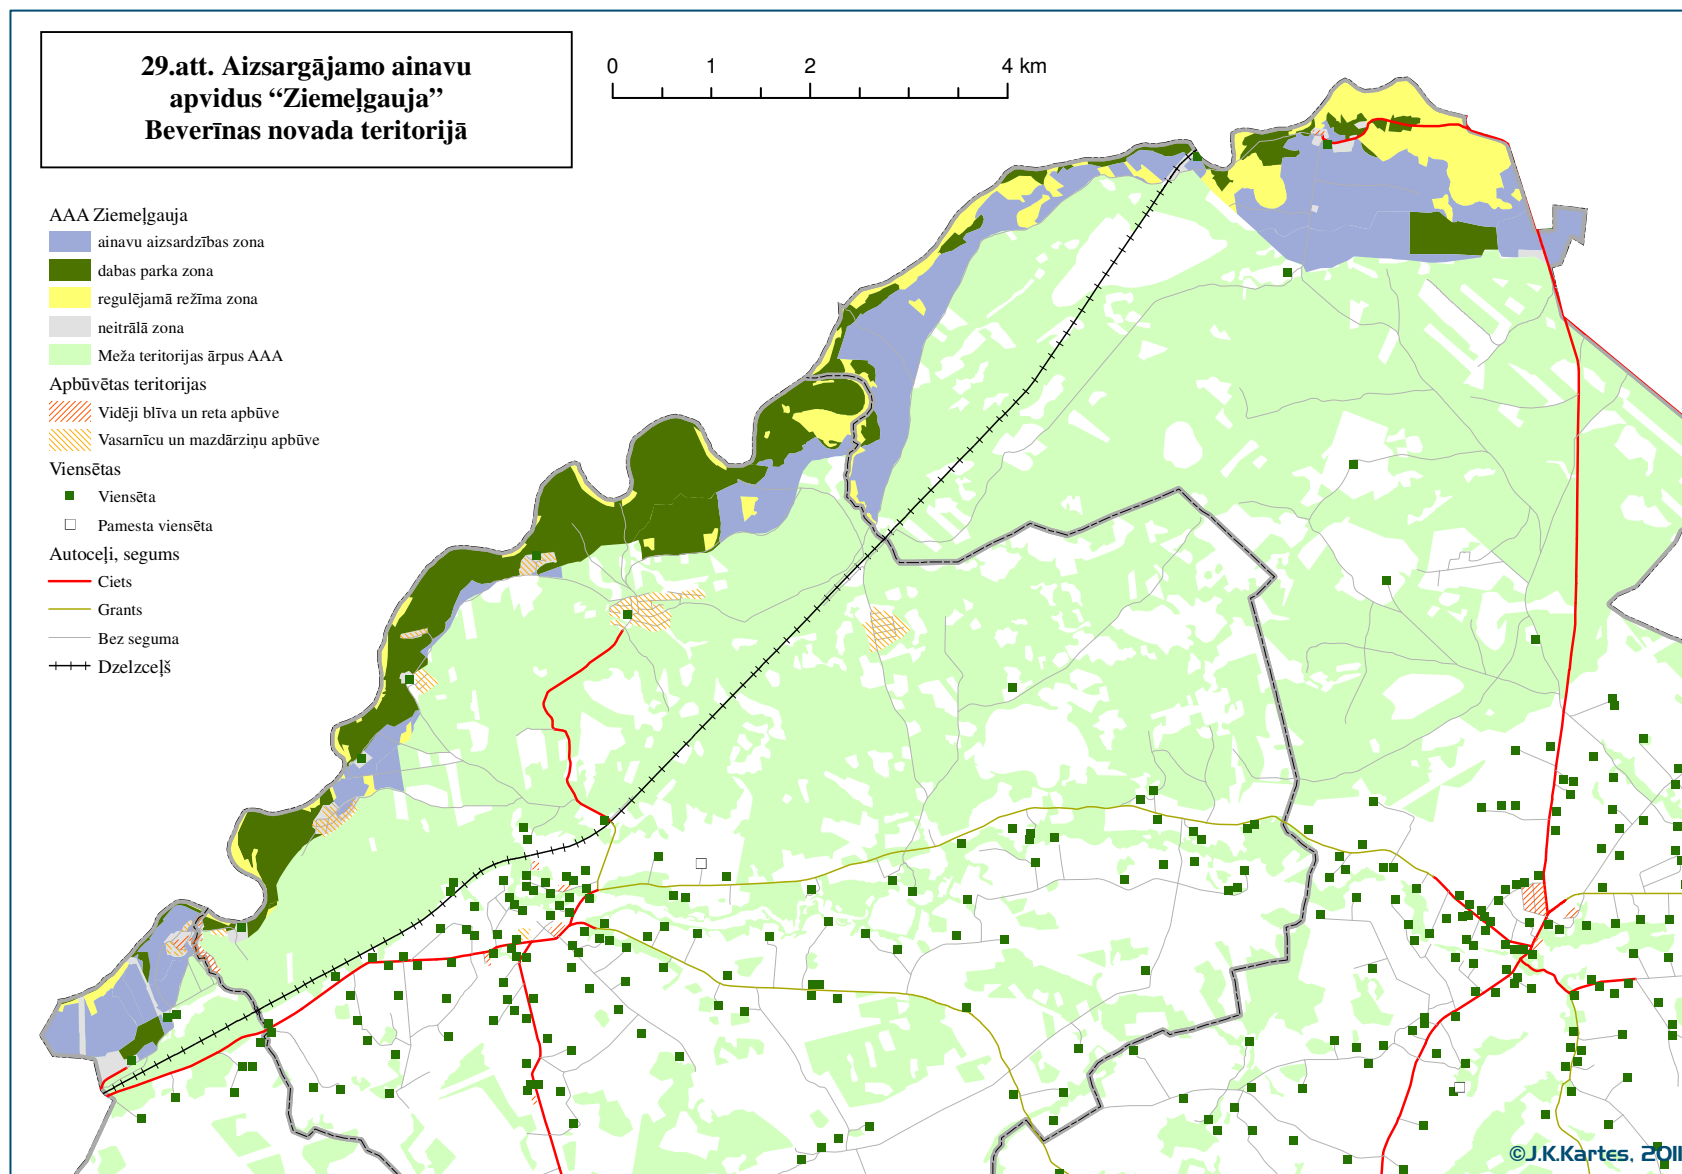 29.att. Aizsargājamo ainavu
apvidus “Ziemeļgauja”
Beverīnas novada teritorijā
0 1 2 4 km
AAA Ziemeļgauja
ainavu aizsardzības zona
dabas parka zona
regulējamā režīma zona
neitrālā zona
Meža teritorijas ārpus AAA
Apbūvētas teritorijas
Vidēji blīva un reta apbūve
Vasarnīcu un mazdārziņu apbūve
Viensētas
Viensēta
Pamesta viensēta
Autoceļi, segums
Ciets
Grants
Bez seguma
Dzelzceļš
©J.K.Kartes, 2011